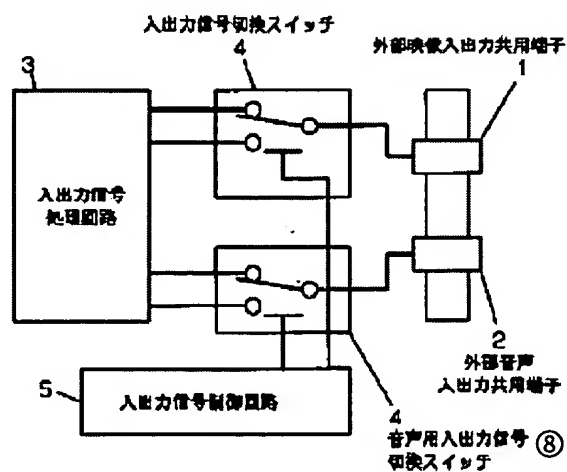 入出力信号切換スイッチ
4
外部映像入出力共用端子
1
3
入出力信号
処理回路
2
外部音声
入出力共用端子
5
入出力信号制御回路
4
音声用入出力信号
切換スイッチ
⑧